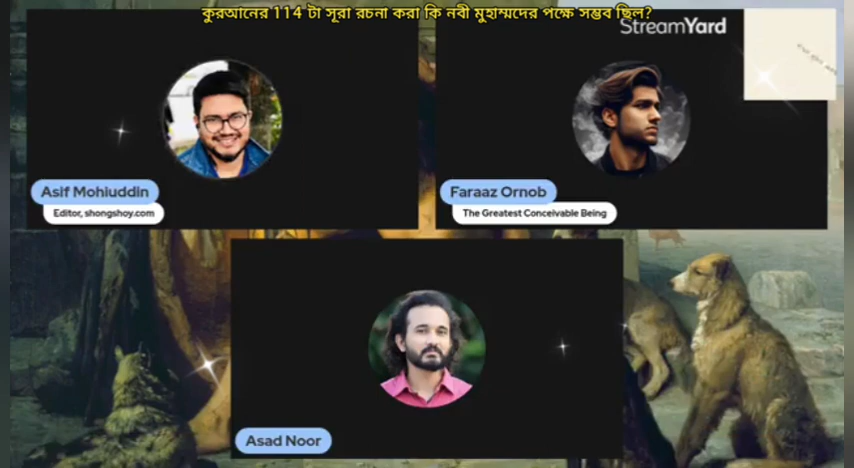 কুরআনের 114 টা সূরা রচনা করা কি নবী মুহাম্মদের পক্ষে সম্ভব ছিল?
StreamYard
Asif Mohiuddin
Editor, shongshoy.com
Faraaz Ornob
The Greatest Conceivable Being
Asad Noor